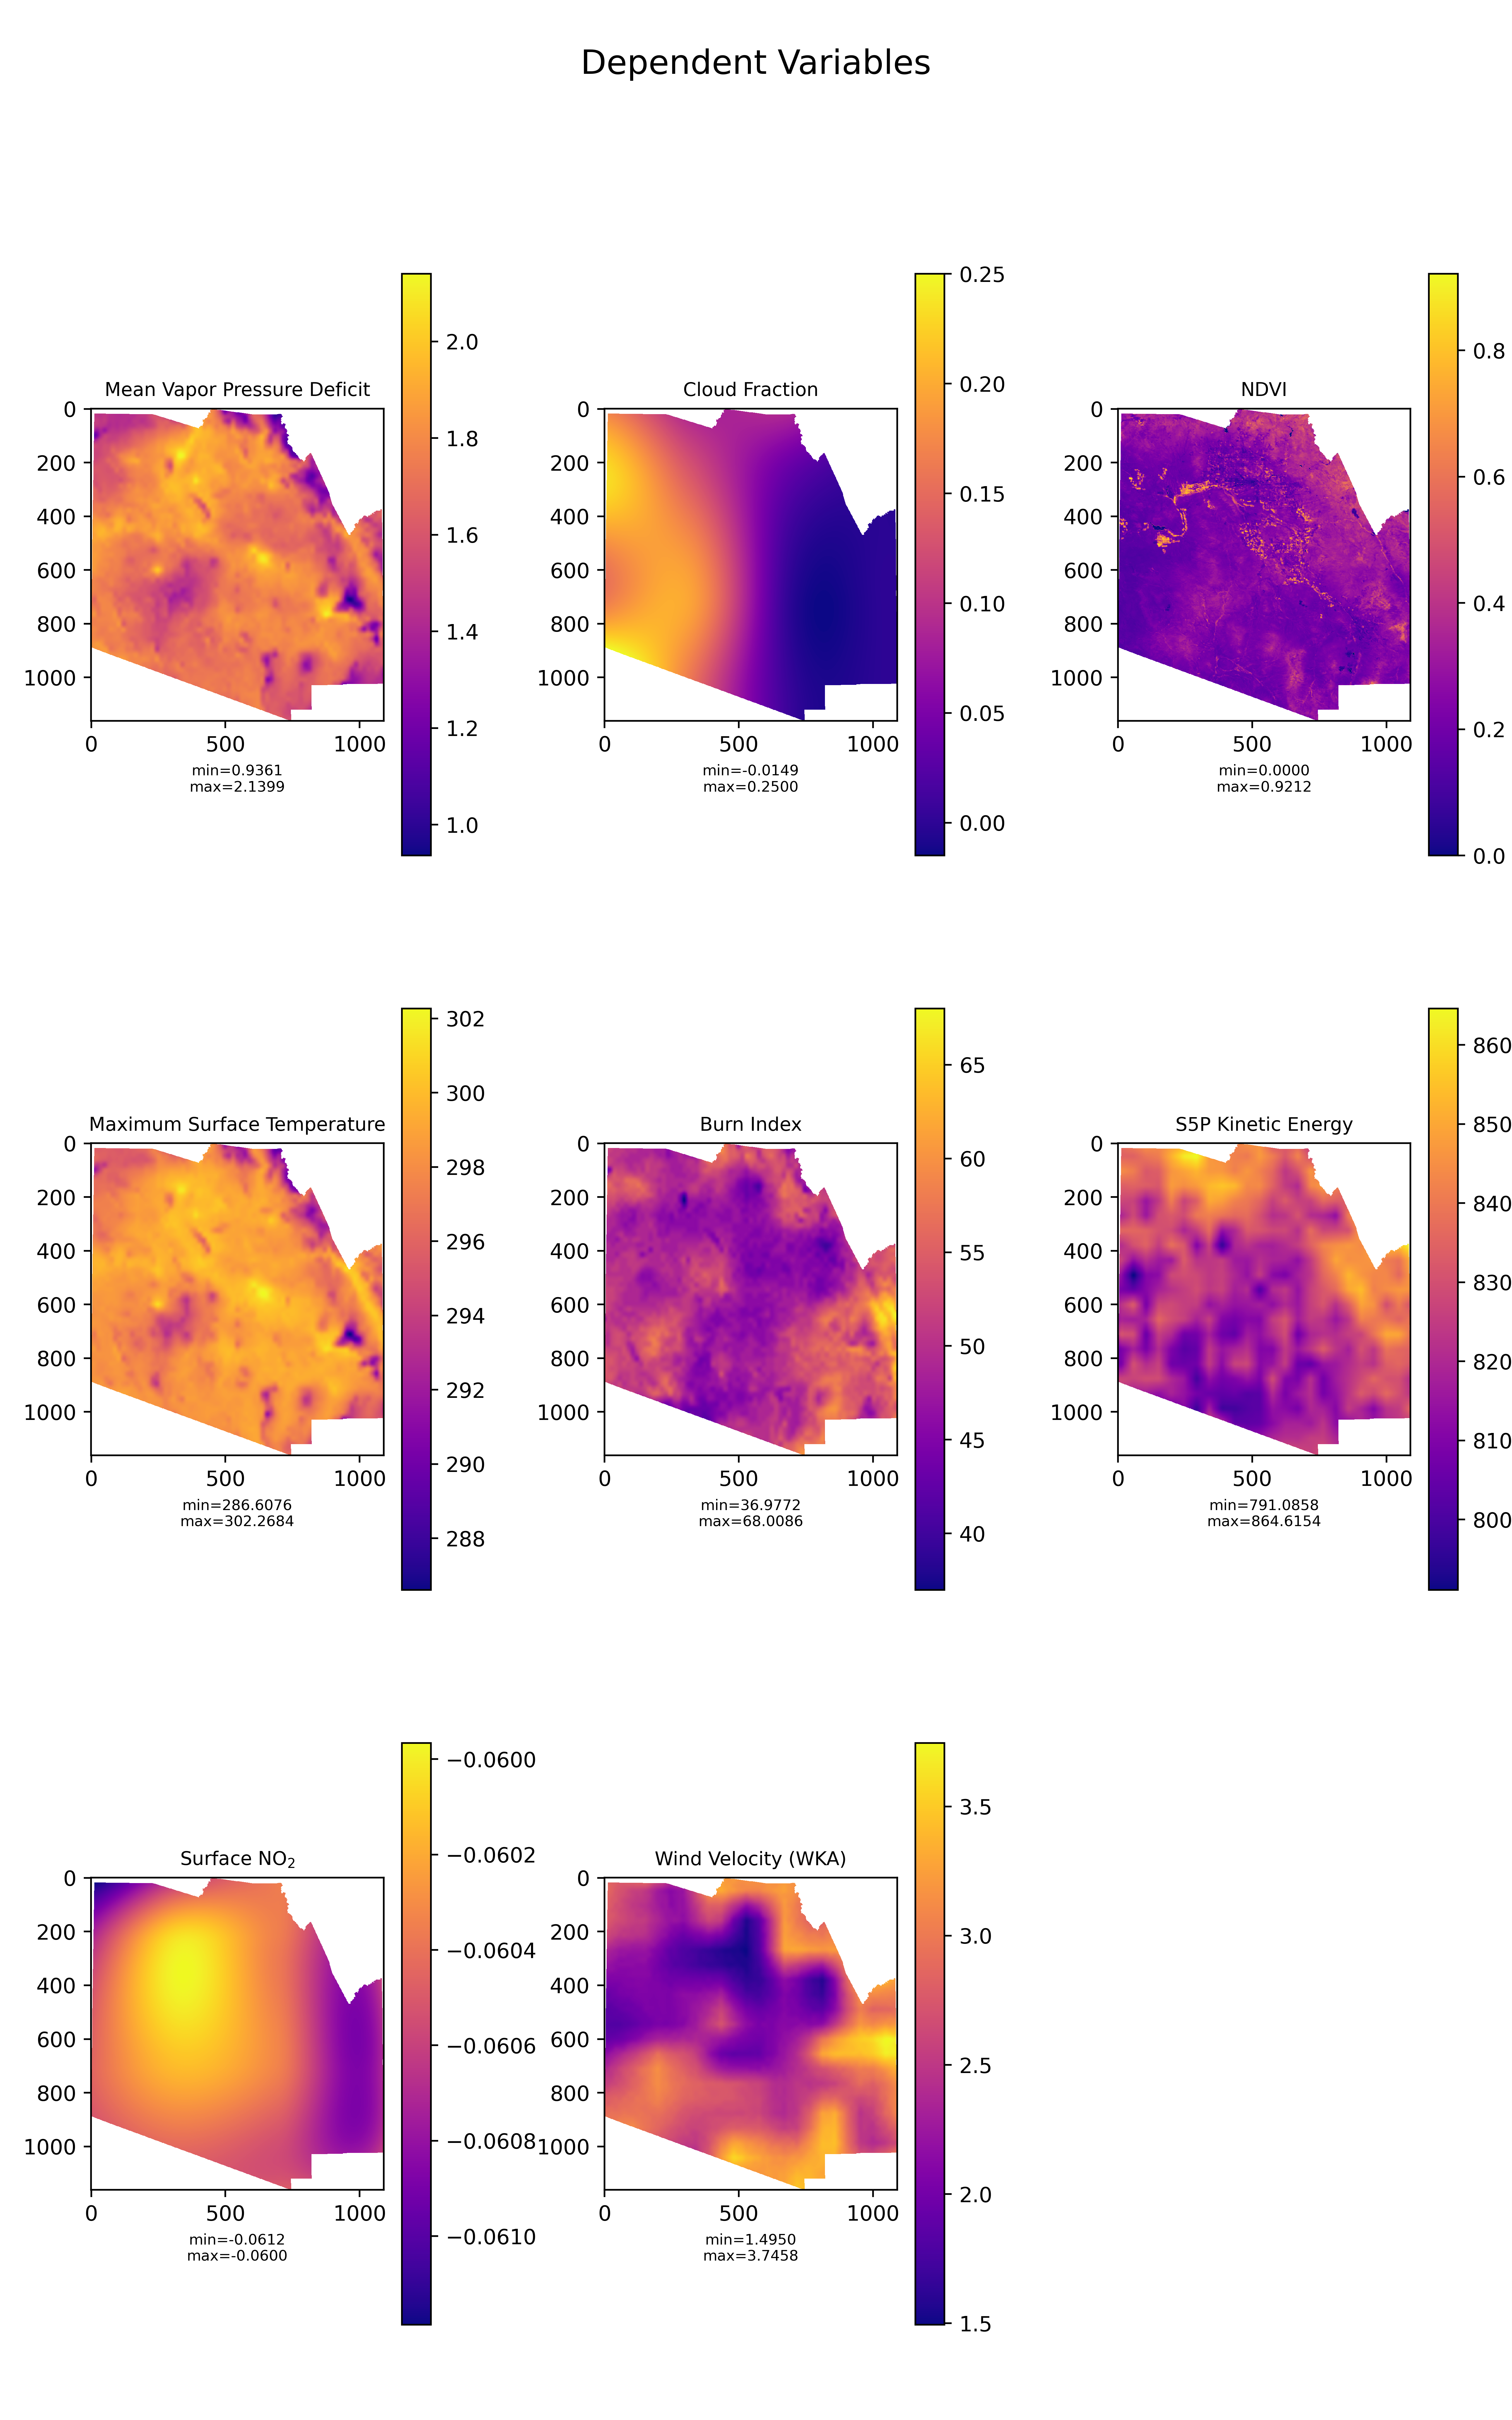 Dependent Variables
Mean Vapor Pressure Deficit
0
200
400
600
800
1000
0 500 1000
min=0.9361
max=2.1399
2.0
1.8
1.6
1.4
1.2
1.0
Cloud Fraction
0
200
400
600
800
1000
0 500 1000
min=-0.0149
max=0.2500
0.25
0.20
0.15
0.10
0.05
0.00
NDVI
0
200
400
600
800
1000
0 500 1000
min=0.0000
max=0.9212
0.8
0.6
0.4
0.2
0.0
Maximum Surface Temperature
0
200
400
600
800
1000
0 500 1000
min=286.6076
max=302.2684
302
300
298
296
294
292
290
288
Burn Index
0
200
400
600
800
1000
0 500 1000
min=36.9772
max=68.0086
65
60
55
50
45
40
S5P Kinetic Energy
0
200
400
600
800
1000
0 500 1000
min=791.0858
max=864.6154
860
850
840
830
820
810
800
Surface NO₂
0
200
400
600
800
1000
0 500 1000
min=-0.0612
max=-0.0600
−0.0600
−0.0602
−0.0604
−0.0606
−0.0608
−0.0610
Wind Velocity (WKA)
0
200
400
600
800
1000
0 500 1000
min=1.4950
max=3.7458
3.5
3.0
2.5
2.0
1.5